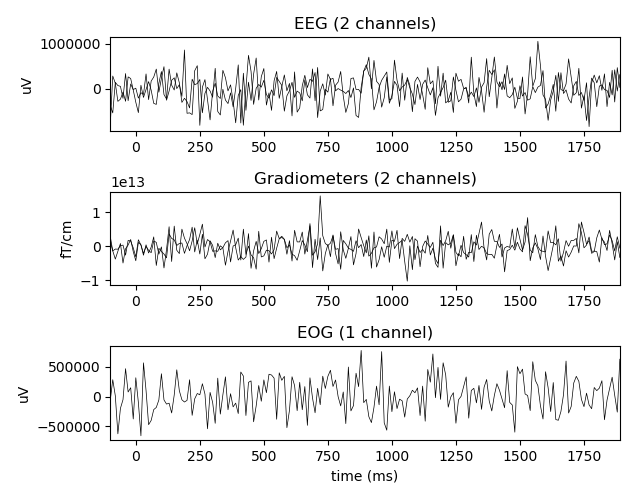 EEG (2 channels)
1000000
0
uV
0 250 500 750 1000 1250 1500 1750
1e13
Gradiometers (2 channels)
1
0
−1
fT/cm
0 250 500 750 1000 1250 1500 1750
EOG (1 channel)
500000
0
−500000
uV
0 250 500 750 1000 1250 1500 1750
time (ms)